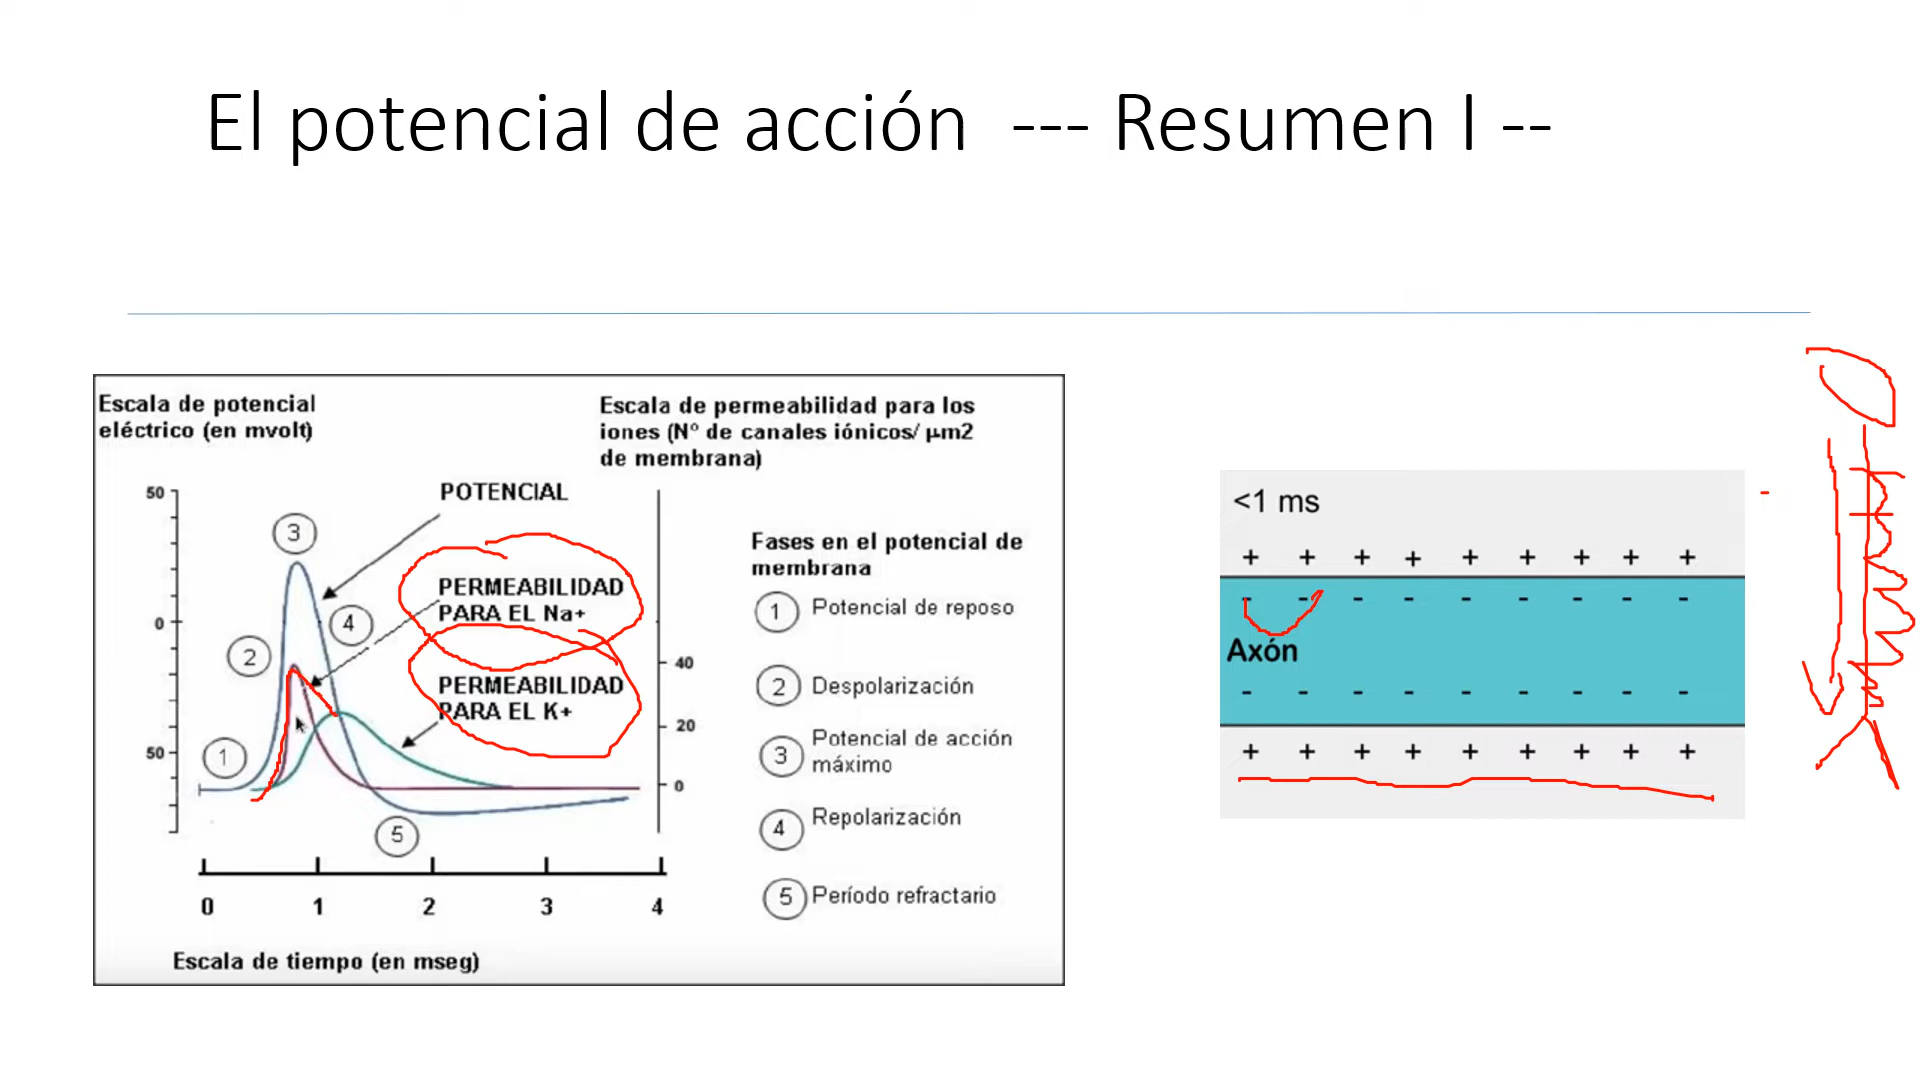 El potencial de acción --- Resumen I --
Escala de potencial
eléctrico (en mvolt)
Escala de permeabilidad para los
iones (Nº de canales iónicos/ µm2
de membrana)
50
0
50
POTENCIAL
PERMEABILIDAD
PARA EL Na+
PERMEABILIDAD
PARA EL K+
1
2
3
4
5
40
20
0
0 1 2 3 4
Escala de tiempo (en mseg)
Fases en el potencial de
membrana
1 Potencial de reposo
2 Despolarización
3 Potencial de acción
máximo
4 Repolarización
5 Período refractario
<1 ms
+ + + + + + + + +
- - - - - - - - -
Axón
- - - - - - - - -
+ + + + + + + + +